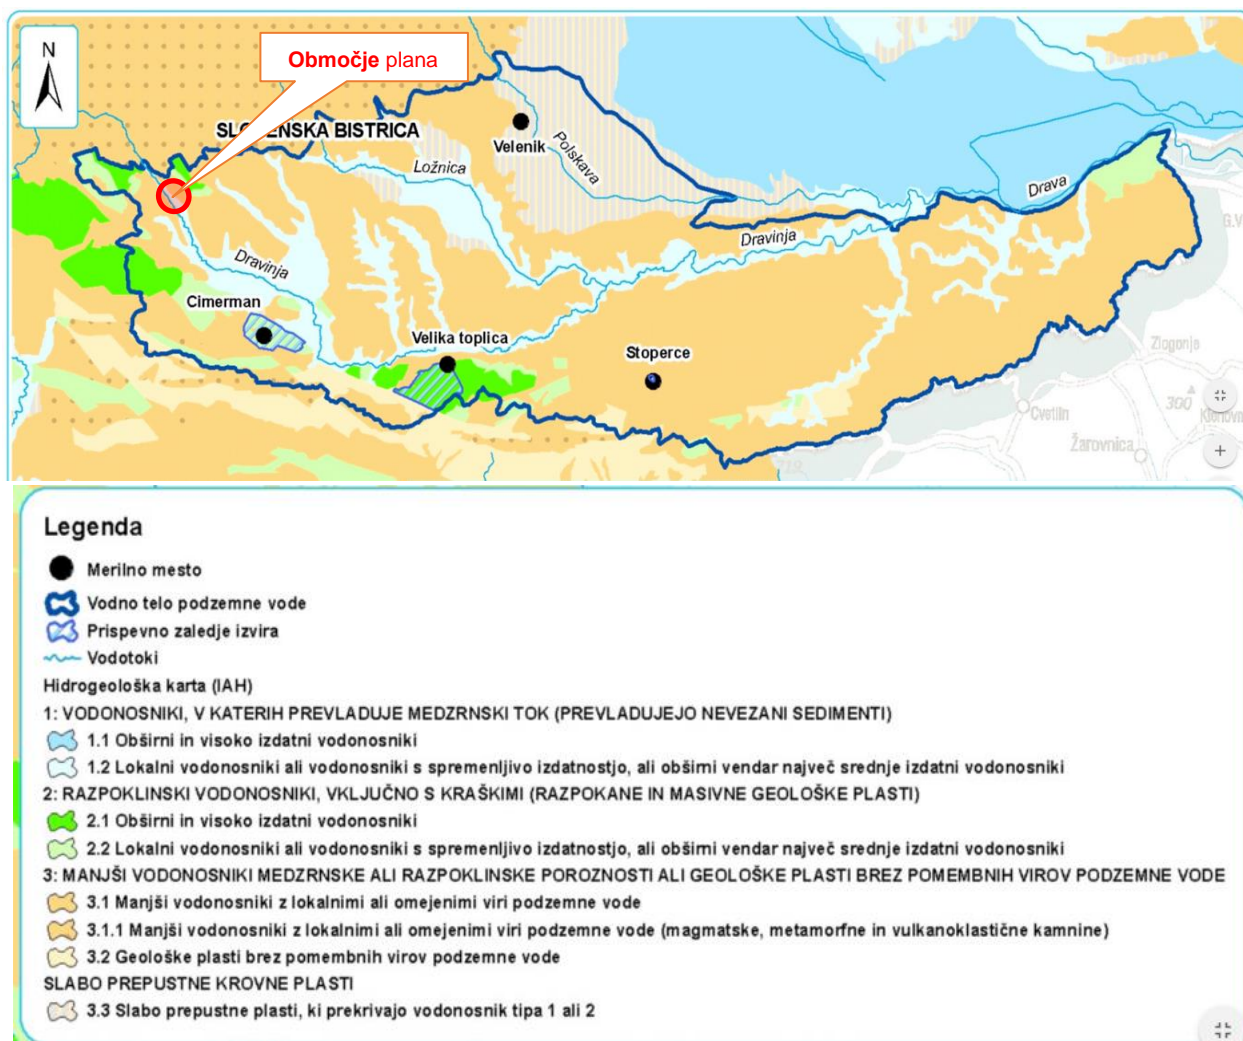 N
Območje plana
SLOVENSKA BISTRICA
Velenik
Polskava
Ložnica
Drava
G.V
Dravinja
Dravinja
Cimerman
Velika toplica
Stoperce
Zlogonje
Cvetlin
Žarovnica
Legenda
Merilno mesto
Vodno telo podzemne vode
Prispevno zaledje izvira
Vodotoki
Hidrogeološka karta (IAH)
1: VODONOSNIKI, V KATERIH PREVLADUJE MEDZRNSKI TOK (PREVLADUJEJO NEVEZANI SEDIMENTI)
1.1 Obširni in visoko izdatni vodonosniki
1.2 Lokalni vodonosniki ali vodonosniki s spremenljivo izdatnostjo, ali obširni vendar največ srednje izdatni vodonosniki
2: RAZPOKLINSKI VODONOSNIKI, VKLJUČNO S KRAŠKIMI (RAZPOKANE IN MASIVNE GEOLOŠKE PLASTI)
2.1 Obširni in visoko izdatni vodonosniki
2.2 Lokalni vodonosniki ali vodonosniki s spremenljivo izdatnostjo, ali obširni vendar največ srednje izdatni vodonosniki
3: MANJŠI VODONOSNIKI MEDZRNSKE ALI RAZPOKLINSKE POROZNOSTI ALI GEOLOŠKE PLASTI BREZ POMEMBNIH VIROV PODZEMNE VODE
3.1 Manjši vodonosniki z lokalnimi ali omejenimi viri podzemne vode
3.1.1 Manjši vodonosniki z lokalnimi ali omejenimi viri podzemne vode (magmatske, metamorfne in vulkanoklastične kamnine)
3.2 Geološke plasti brez pomembnih virov podzemne vode
SLABO PREPUSTNE KROVNE PLASTI
3.3 Slabo prepustne plasti, ki prekrivajo vodonosnik tipa 1 ali 2